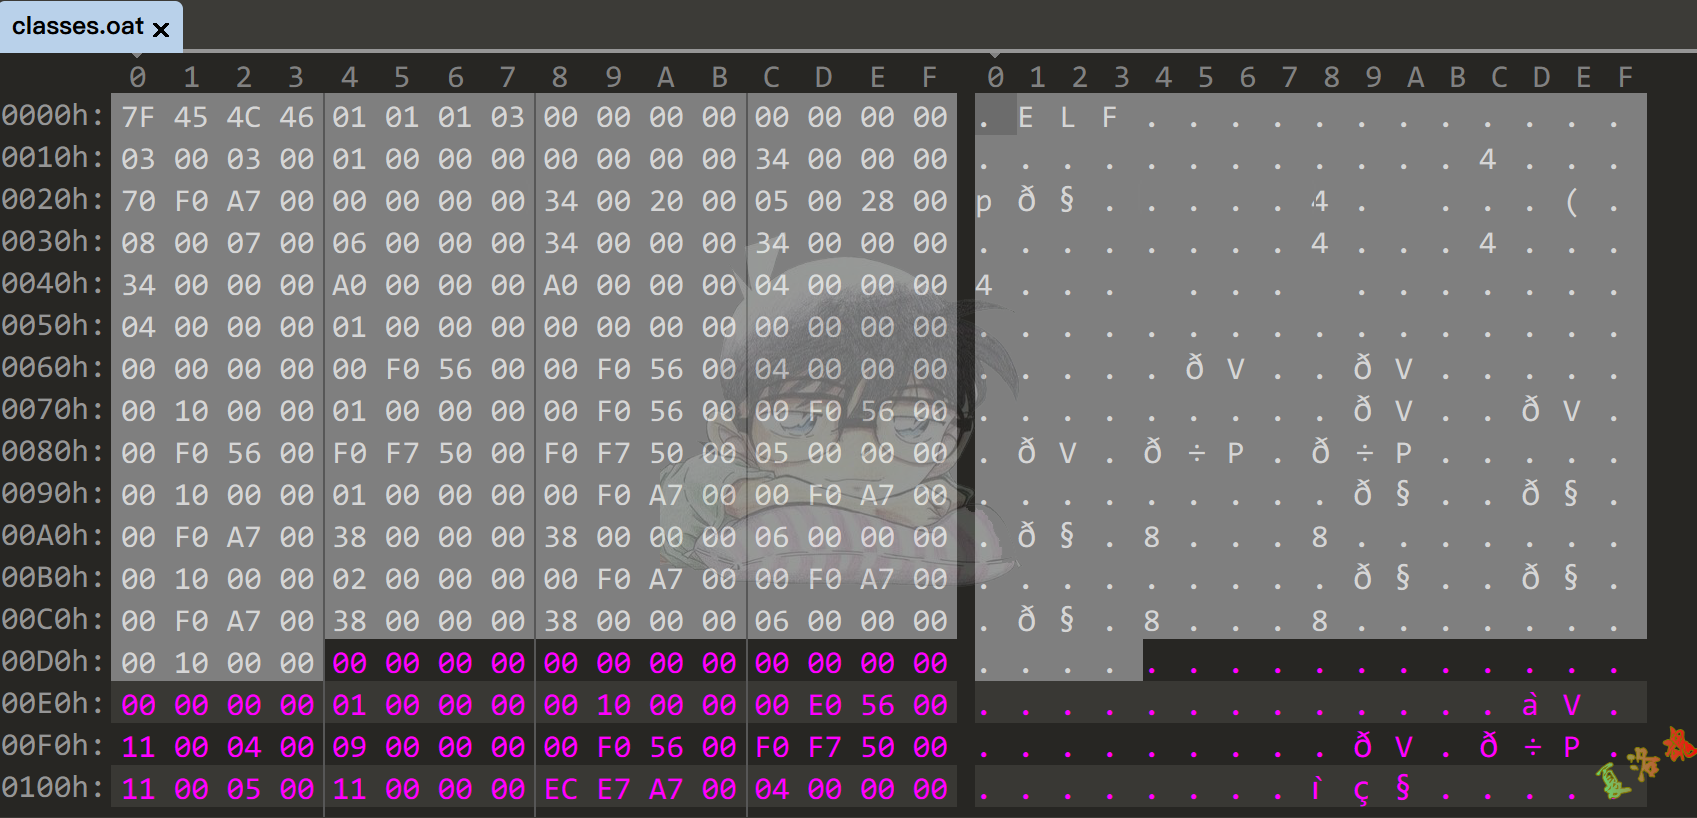 classes.oat x
0 1 2 3 4 5 6 7 8 9 A B C D E F 0 1 2 3 4 5 6 7 8 9 A B C D E F
0000h: 7F 45 4C 46 01 01 01 03 00 00 00 00 00 00 00 00 . E L F . . . . . . . . . . . .
0010h: 03 00 03 00 01 00 00 00 00 00 00 00 34 00 00 00 . . . . . . . . . . . . 4 . . .
0020h: 70 F0 A7 00 00 00 00 00 34 00 20 00 05 00 28 00 p ð § . . . . . 4 .   . . . ( .
0030h: 08 00 07 00 06 00 00 00 34 00 00 00 34 00 00 00 . . . . . . . . 4 . . . 4 . . .
0040h: 34 00 00 00 A0 00 00 00 A0 00 00 00 04 00 00 00 4 . . .   . . .   . . . . . . .
0050h: 04 00 00 00 01 00 00 00 00 00 00 00 00 00 00 00 . . . . . . . . . . . . . . . .
0060h: 00 00 00 00 00 F0 56 00 00 F0 56 00 04 00 00 00 . . . . . ð V . . ð V . . . . .
0070h: 00 10 00 00 01 00 00 00 00 F0 56 00 00 F0 56 00 . . . . . . . . . ð V . . ð V .
0080h: 00 F0 56 00 F0 F7 50 00 F0 F7 50 00 05 00 00 00 . ð V . ð ÷ P . ð ÷ P . . . . .
0090h: 00 10 00 00 01 00 00 00 00 F0 A7 00 00 F0 A7 00 . . . . . . . . . ð § . . ð § .
00A0h: 00 F0 A7 00 38 00 00 00 38 00 00 00 06 00 00 00 . ð § . 8 . . . 8 . . . . . . .
00B0h: 00 10 00 00 02 00 00 00 00 F0 A7 00 00 F0 A7 00 . . . . . . . . . ð § . . ð § .
00C0h: 00 F0 A7 00 38 00 00 00 38 00 00 00 06 00 00 00 . ð § . 8 . . . 8 . . . . . . .
00D0h: 00 10 00 00 00 00 00 00 00 00 00 00 00 00 00 00 . . . . . . . . . . . . . . . .
00E0h: 00 00 00 00 01 00 00 00 00 10 00 00 00 E0 56 00 . . . . . . . . . . . . . à V .
00F0h: 11 00 04 00 09 00 00 00 00 F0 56 00 F0 F7 50 00 . . . . . . . . . ð V . ð ÷ P .
0100h: 11 00 05 00 11 00 00 00 EC E7 A7 00 04 00 00 00 . . . . . . . . ì ç § . . . . .